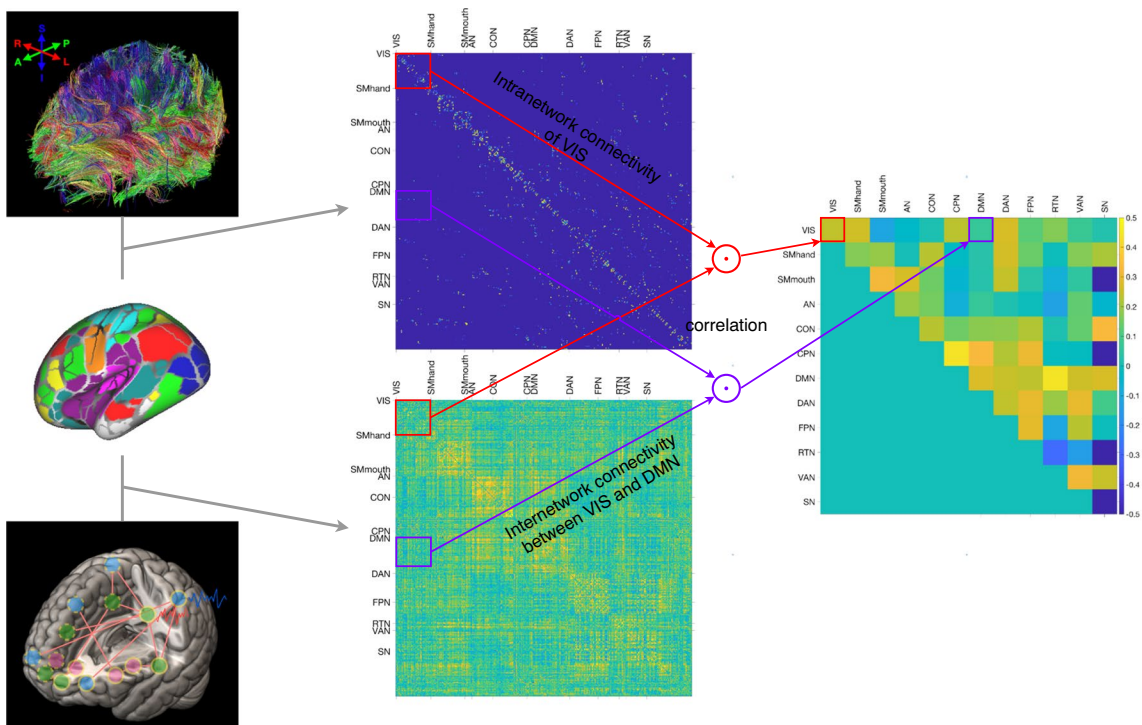 S
R
P
A
L
I
VIS
SMhand
SMmouth
AN
CON
CPN
DMN
DAN
FPN
RTN
VAN
SN
VIS
SMhand
SMmouth
AN
CON
CPN
DMN
DAN
FPN
RTN
VAN
SN
Intranetwork connectivity
of VIS
correlation
VIS
SMhand
SMmouth
AN
CON
CPN
DMN
DAN
FPN
RTN
VAN
SN
VIS
SMhand
SMmouth
AN
CON
CPN
DMN
DAN
FPN
RTN
VAN
SN
Internetwork connectivity
between VIS and DMN
VIS
SMhand
SMmouth
AN
CON
CPN
DMN
DAN
FPN
RTN
VAN
SN
VIS
SMhand
SMmouth
AN
CON
CPN
DMN
DAN
FPN
RTN
VAN
SN
0.5
0.4
0.3
0.2
0.1
0
-0.1
-0.2
-0.3
-0.4
-0.5